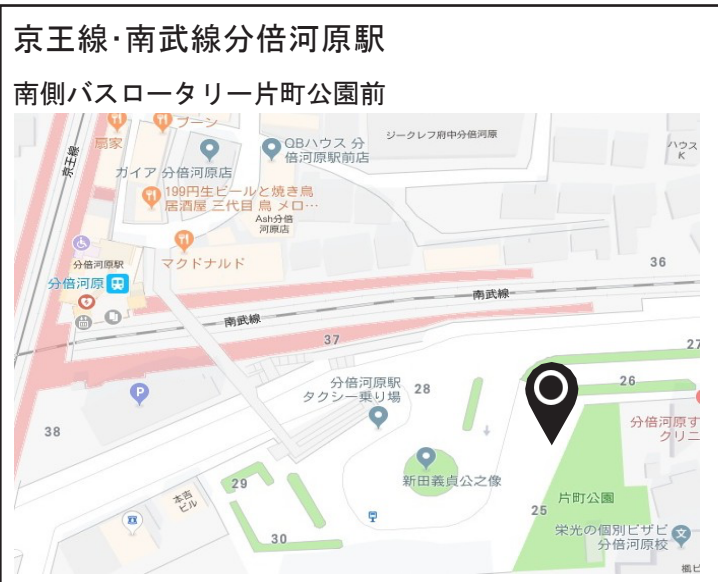 京王線・南武線分倍河原駅
南側バスロータリー片町公園前
扇家
ブーン
QBハウス 分
倍河原駅前店
ジークレフ府中分倍河原
ハウス
K
京王線
ガイア 分倍河原店
199円生ビールと焼き鳥
居酒屋 三代目 鳥 メロ…
Ash分倍
河原店
分倍河原駅
マクドナルド
分倍河原
36
南武線
南武線
37
27
分倍河原駅
タクシー乗り場
28
26
P
分倍河原す
クリニ
38
新田義貞公之像
29
本吉
ビル
片町公園
25
30
栄光の個別ビザビ
分倍河原校
文
楓ビ